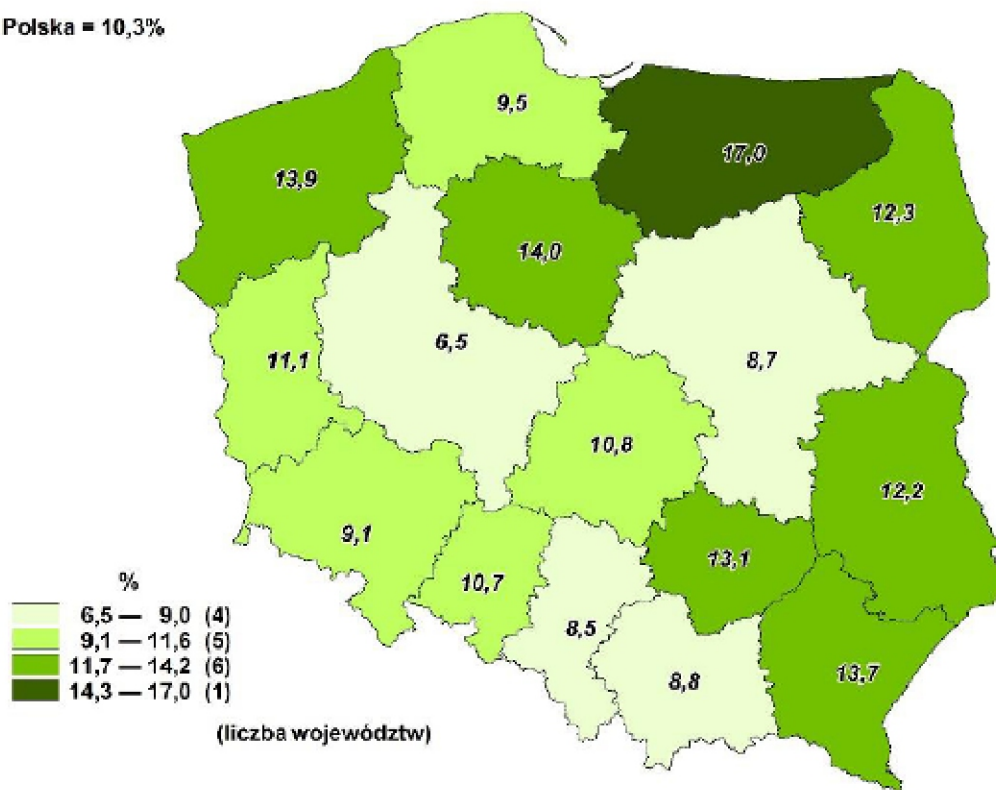 Polska = 10,3%
9,5
17,0
13,9
12,3
14,0
6,5
8,7
11,1
10,8
12,2
9,1
13,1
10,7
8,5
13,7
8,8
%
6,5 — 9,0 (4)
9,1 — 11,6 (5)
11,7 — 14,2 (6)
14,3 — 17,0 (1)
(liczba województw)